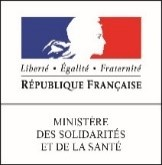 Liberté • Égalité • Fraternité
RÉPUBLIQUE FRANÇAISE
MINISTÈRE
DES SOLIDARITÉS
ET DE LA SANTÉ